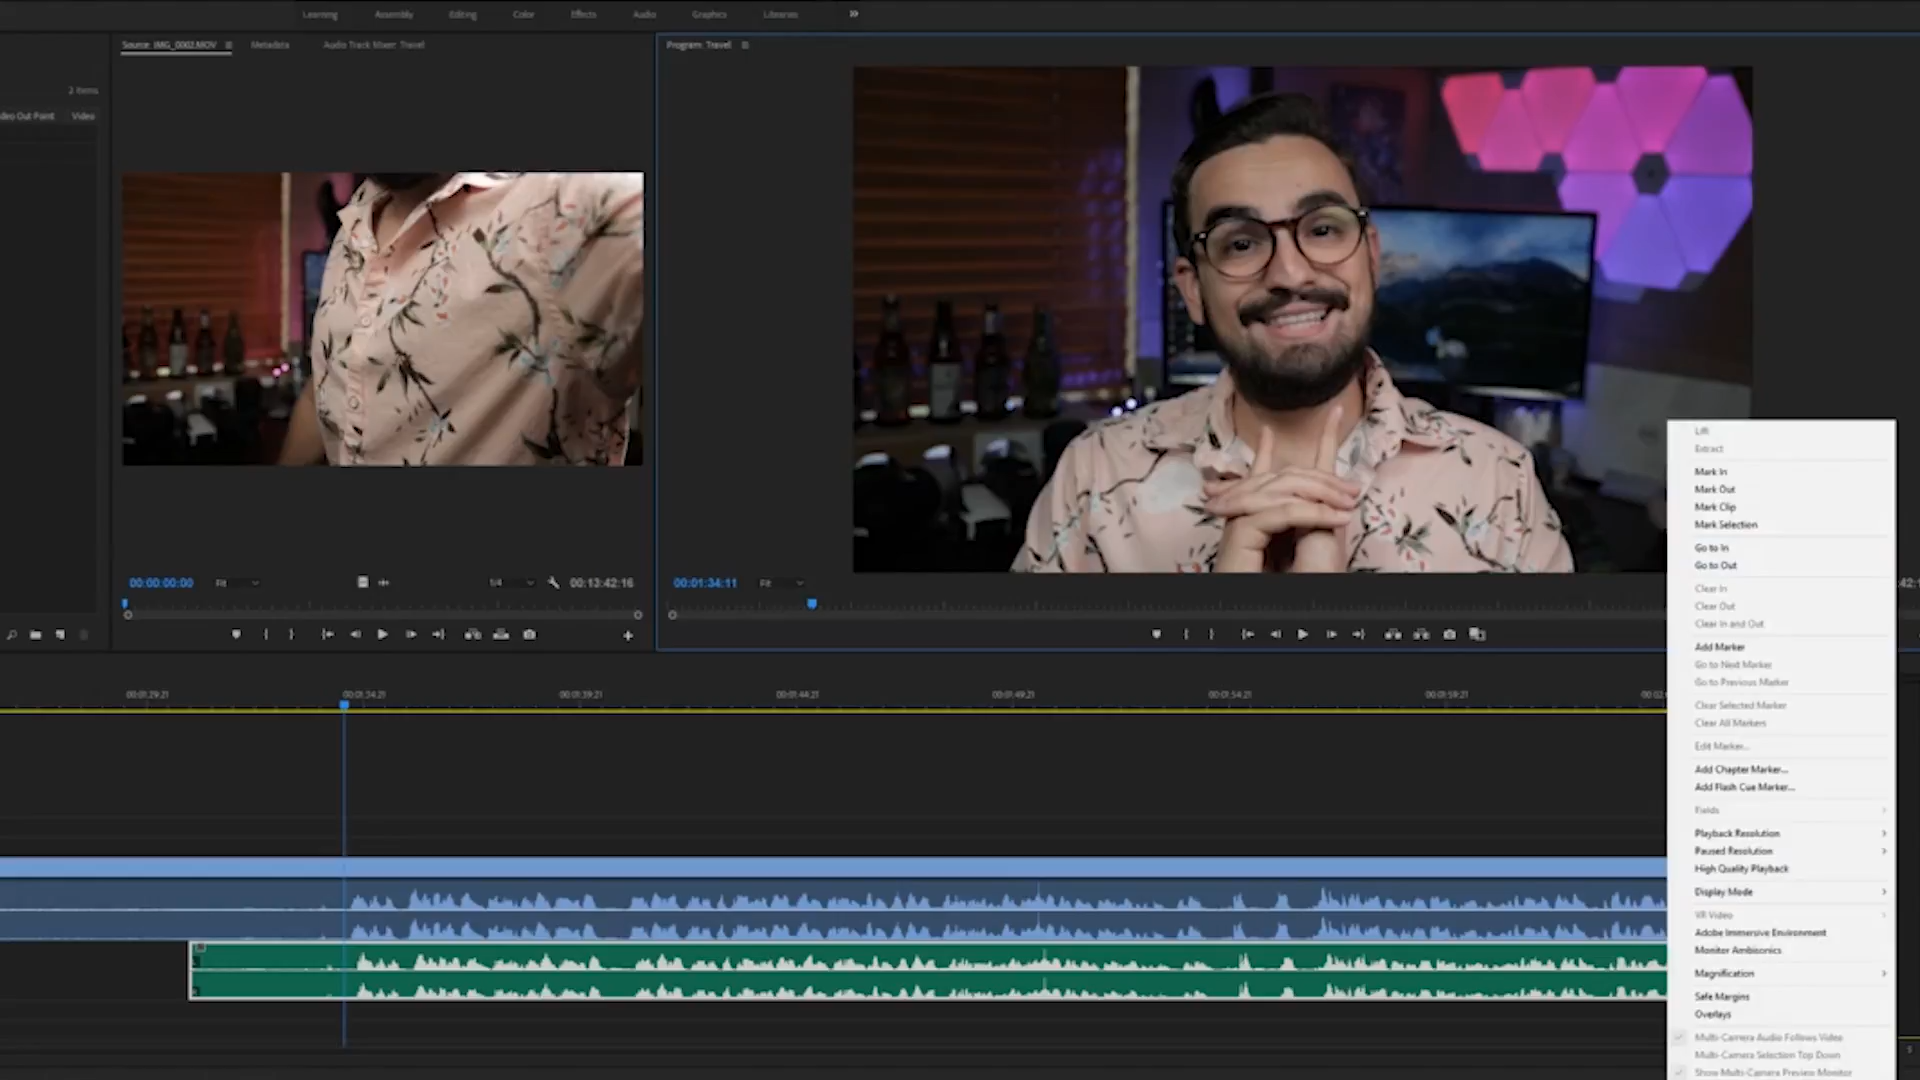 Learning Assembly Editing Color Effects Audio Graphics Libraries
Source: IMG_0002.MOV Metadata Audio Track Mixer: Travel
Program: Travel
2 Items
deo Out Point Video
00:00:00:00 Fit 1/4 00:13:42:16
00:01:34:11 Fit
00:01:29:21 00:01:34:21 00:01:39:21 00:01:44:21 00:01:49:21 00:01:54:21 00:01:59:21
Lift
Extract
Mark In
Mark Out
Mark Clip
Mark Selection
Go to In
Go to Out
Clear In
Clear Out
Clear In and Out
Add Marker
Go to Next Marker
Go to Previous Marker
Clear Selected Marker
Clear All Markers
Edit Marker...
Add Chapter Marker...
Add Flash Cue Marker...
Fields
Playback Resolution
Paused Resolution
High Quality Playback
Display Mode
VR Video
Adobe Immersive Environment
Monitor Ambisonics
Magnification
Safe Margins
Overlays
Multi-Camera Audio Follows Video
Multi-Camera Selection Top Down
Show Multi-Camera Preview Monitor